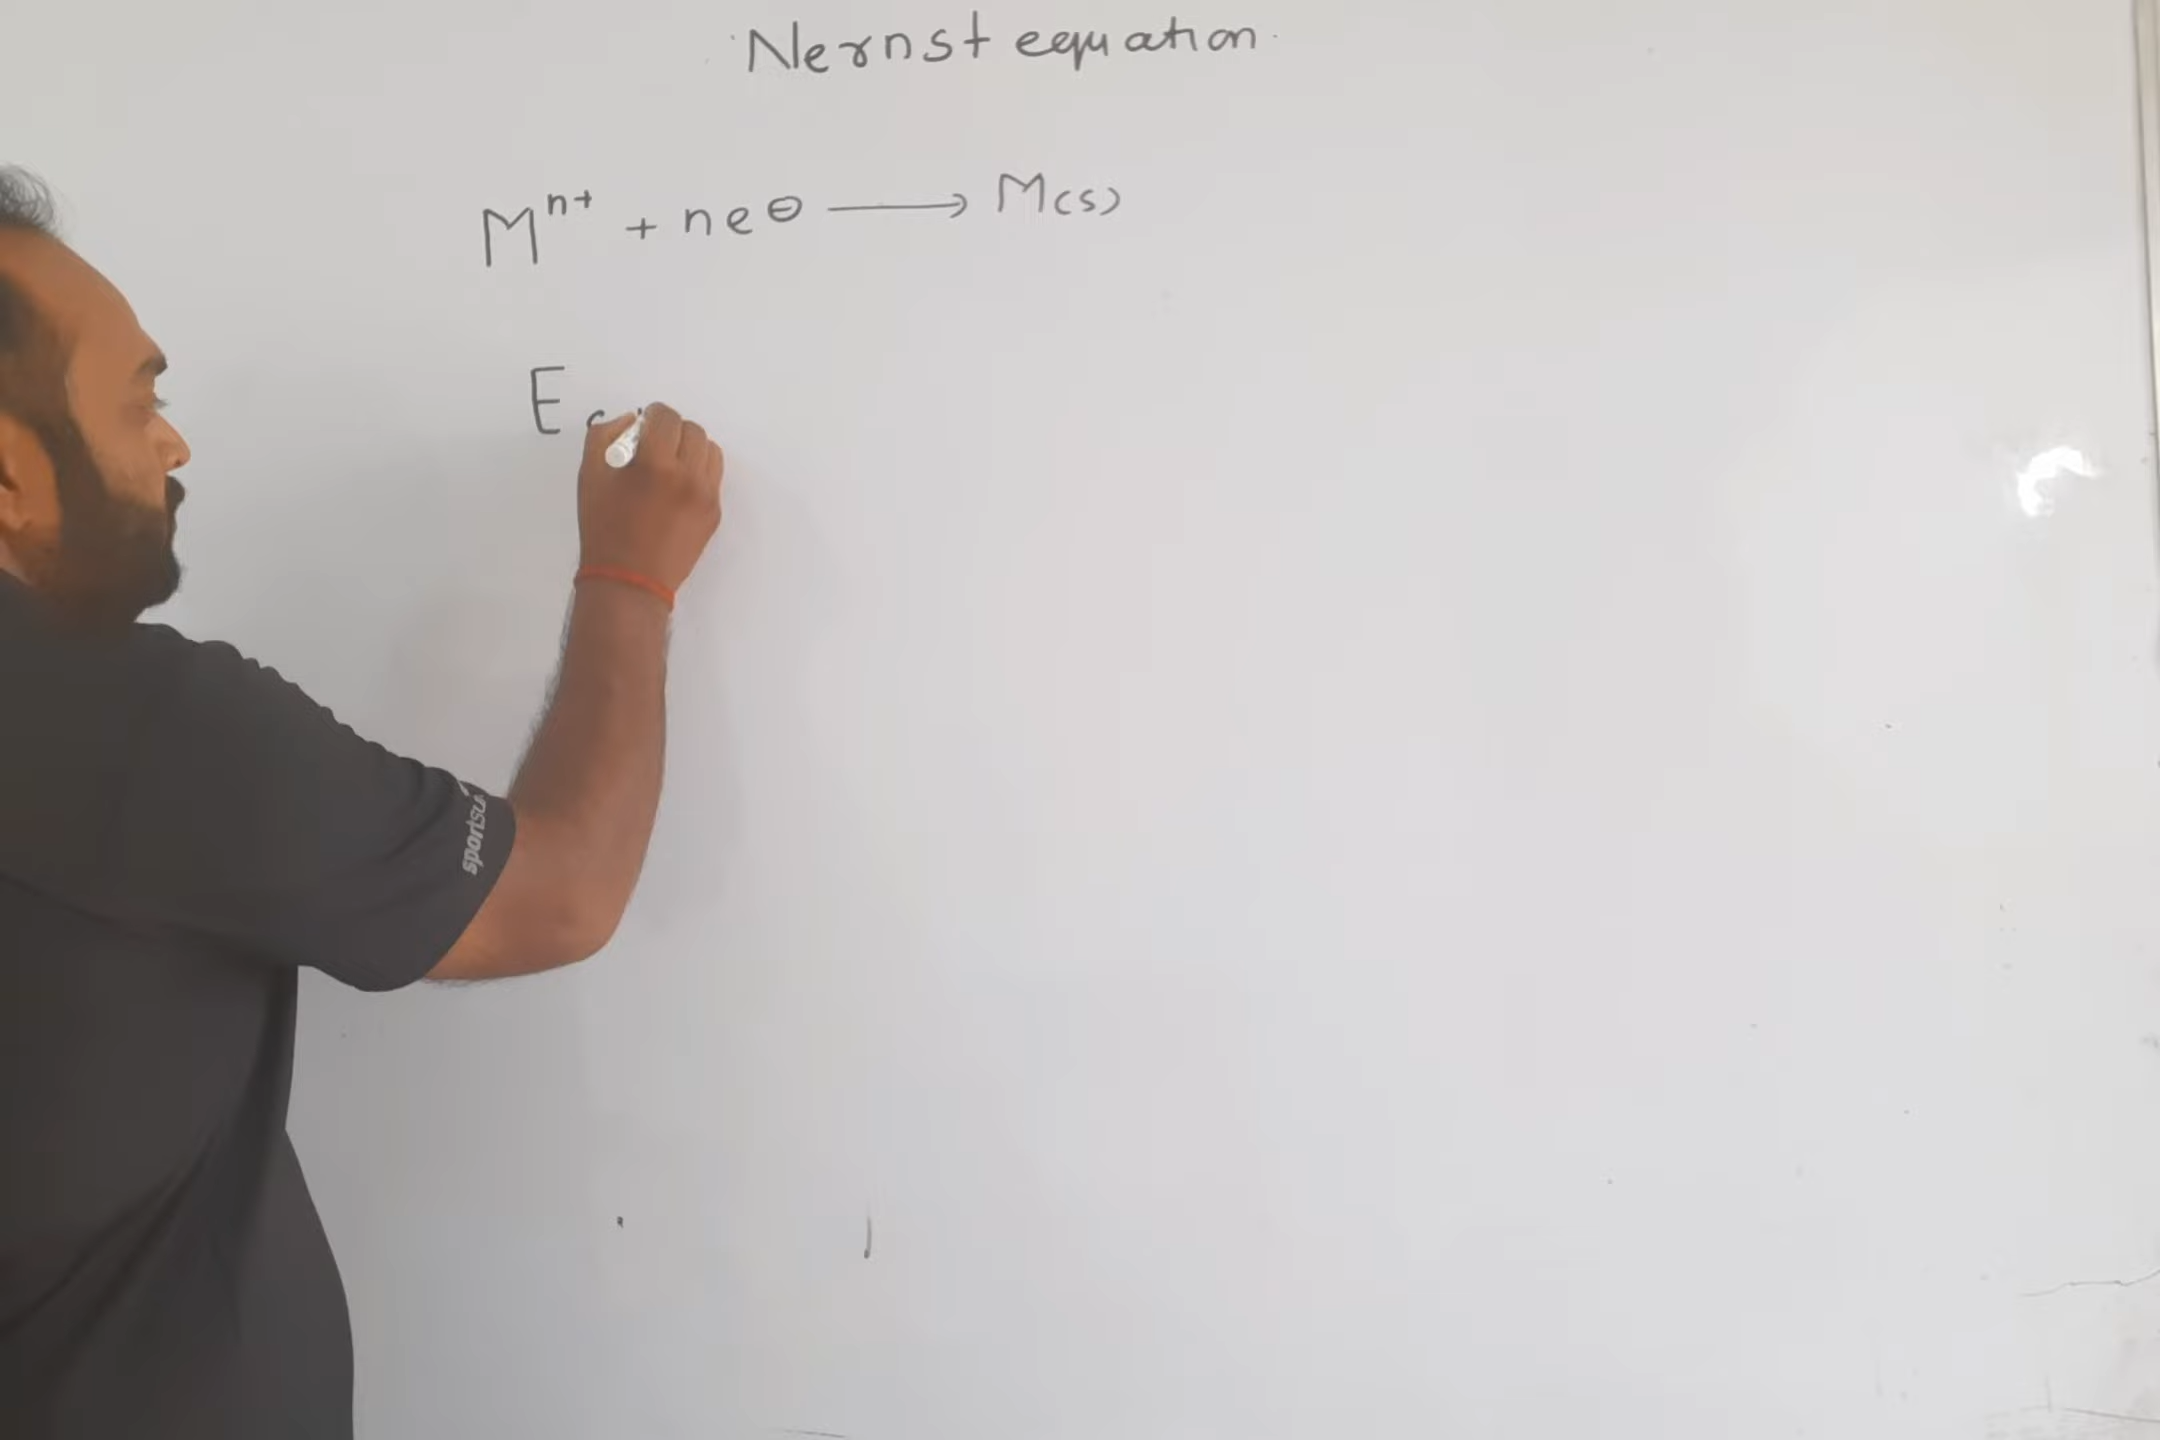 Nernst equation
Mⁿ⁺ + ne⊖ ⟶ M(s)
E